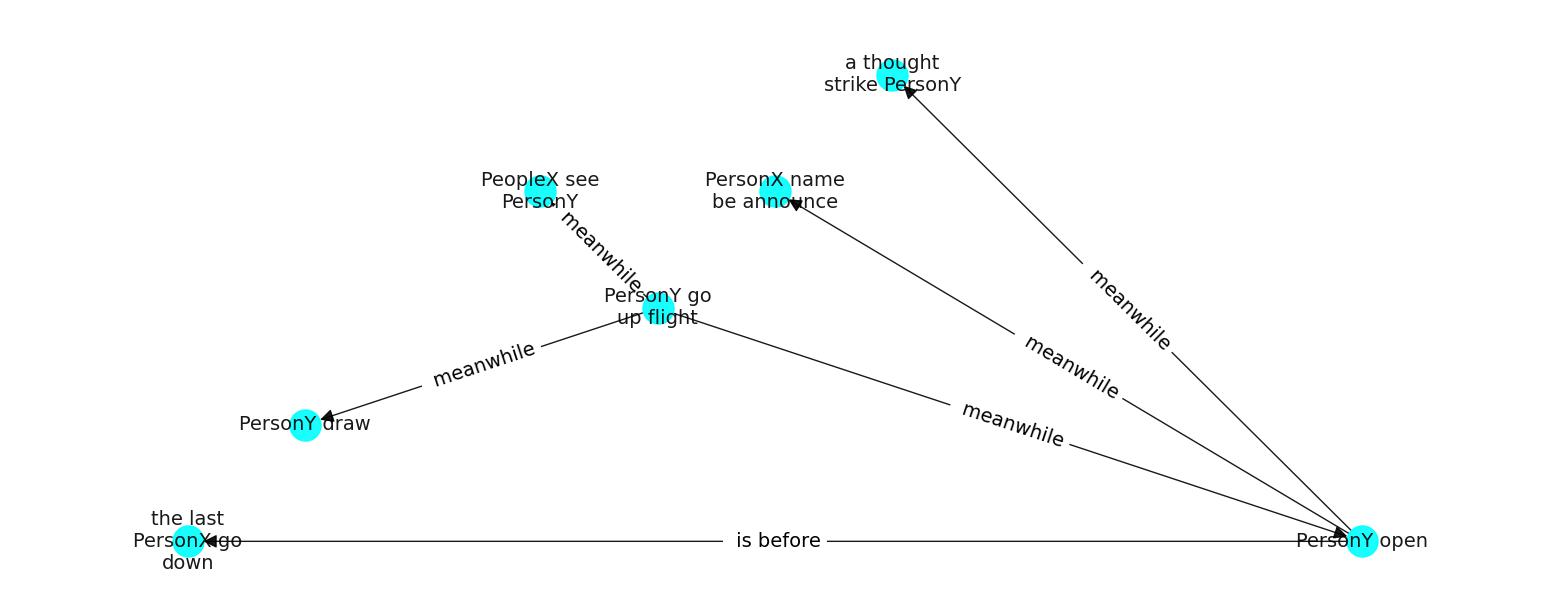 a thought
strike PersonY
PeopleX see
PersonY
PersonX name
be announce
meanwhile
meanwhile
PersonY go
up flight
meanwhile
meanwhile
meanwhile
PersonY draw
the last
PersonX go
down
is before
PersonY open